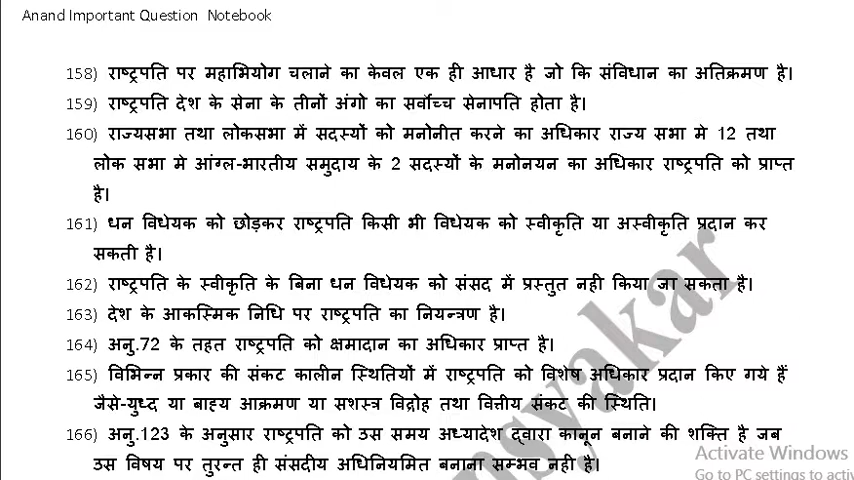 Anand Important Question Notebook
158) राष्ट्रपति पर महाभियोग चलाने का केवल एक ही आधार है जो कि संविधान का अतिक्रमण है।
159) राष्ट्रपति देश के सेना के तीनों अंगो का सर्वोच्च सेनापति होता है।
160) राज्यसभा तथा लोकसभा में सदस्यों को मनोनीत करने का अधिकार राज्य सभा मे 12 तथा
लोक सभा मे आंग्ल-भारतीय समुदाय के 2 सदस्यों के मनोनयन का अधिकार राष्ट्रपति को प्राप्त
है।
161) धन विधेयक को छोड़कर राष्ट्रपति किसी भी विधेयक को स्वीकृति या अस्वीकृति प्रदान कर
सकती है।
162) राष्ट्रपति के स्वीकृति के बिना धन विधेयक को संसद में प्रस्तुत नही किया जा सकता है।
163) देश के आकस्मिक निधि पर राष्ट्रपति का नियन्त्रण है।
164) अनु.72 के तहत राष्ट्रपति को क्षमादान का अधिकार प्राप्त है।
165) विभिन्न प्रकार की संकट कालीन स्थितियों में राष्ट्रपति को विशेष अधिकार प्रदान किए गये हैं
जैसे-युध्द या बाह्य आक्रमण या सशस्त्र विद्रोह तथा वित्तीय संकट की स्थिति।
166) अनु.123 के अनुसार राष्ट्रपति को उस समय अध्यादेश द्वारा कानून बनाने की शक्ति है जब
उस विषय पर तुरन्त ही संसदीय अधिनियमित बनाना सम्भव नही है।
nsyakar
Activate Windows
Go to PC settings to activ